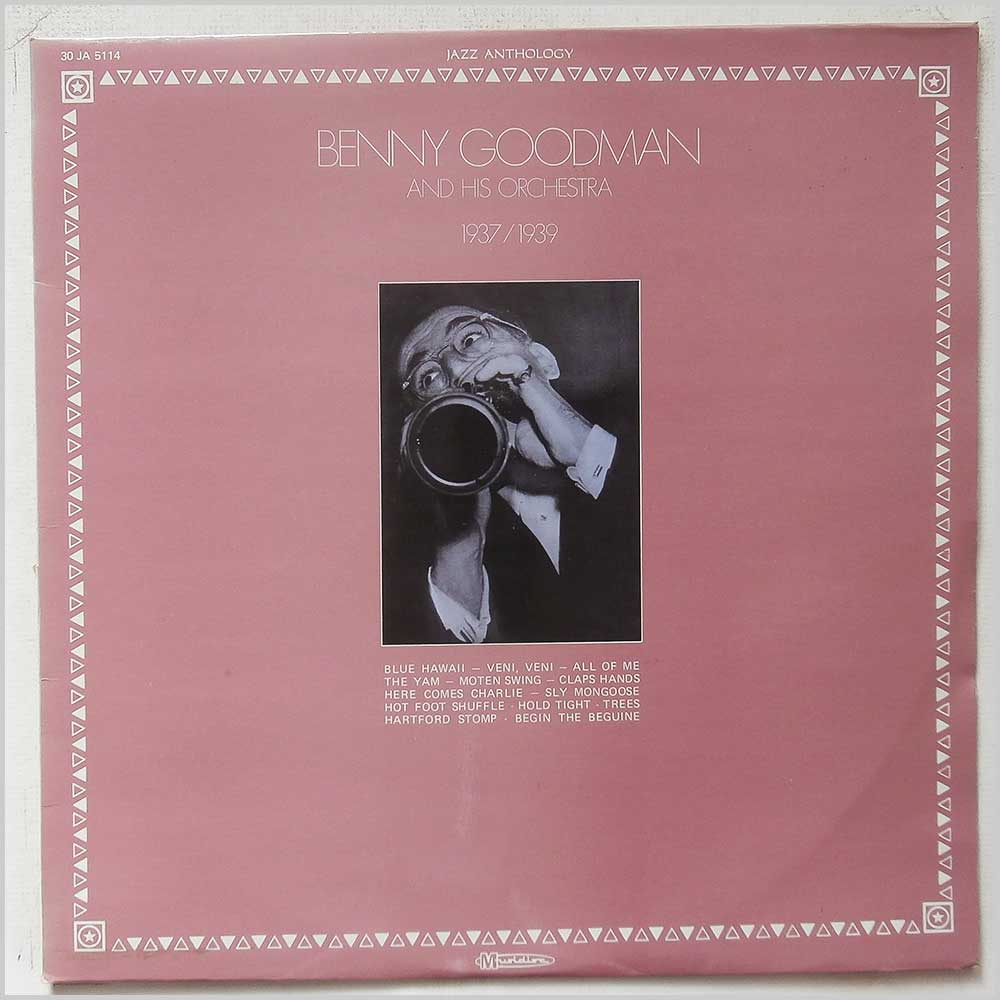 30 JA 5114
JAZZ ANTHOLOGY
BENNY GOODMAN
AND HIS ORCHESTRA
1937/1939
BLUE HAWAII – VENI, VENI – ALL OF ME
THE YAM – MOTEN SWING – CLAPS HANDS
HERE COMES CHARLIE – SLY MONGOOSE
HOT FOOT SHUFFLE · HOLD TIGHT · TREES
HARTFORD STOMP · BEGIN THE BEGUINE
Musidisc